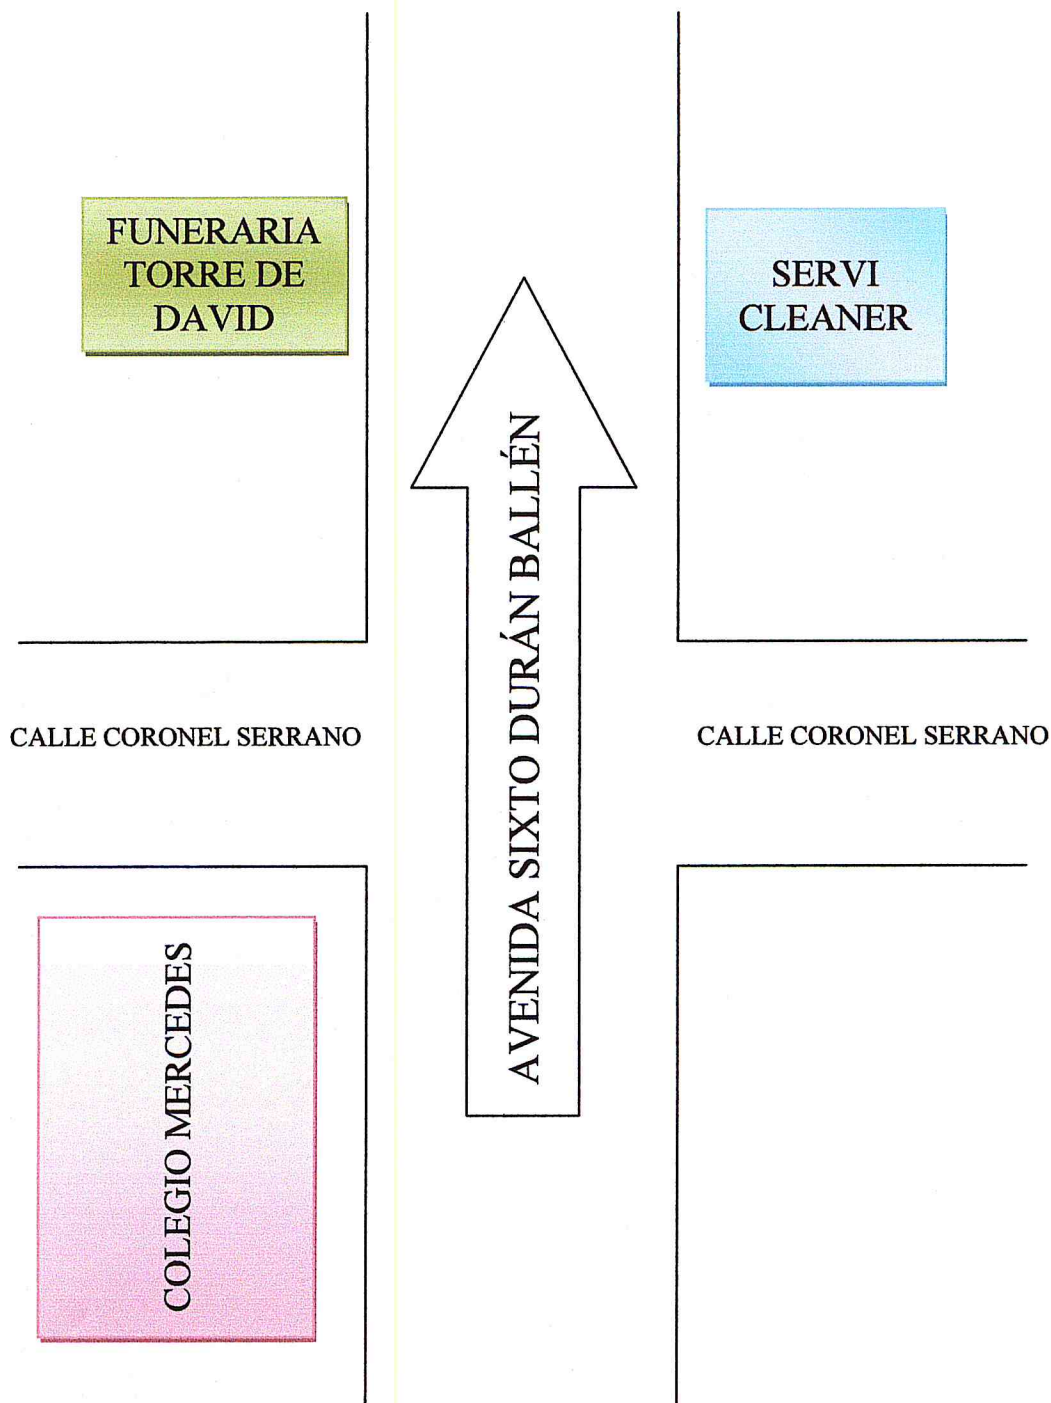 FUNERARIA
TORRE DE
DAVID
SERVI
CLEANER
AVENIDA SIXTO DURÁN BALLÉN
CALLE CORONEL SERRANO
CALLE CORONEL SERRANO
COLEGIO MERCEDES